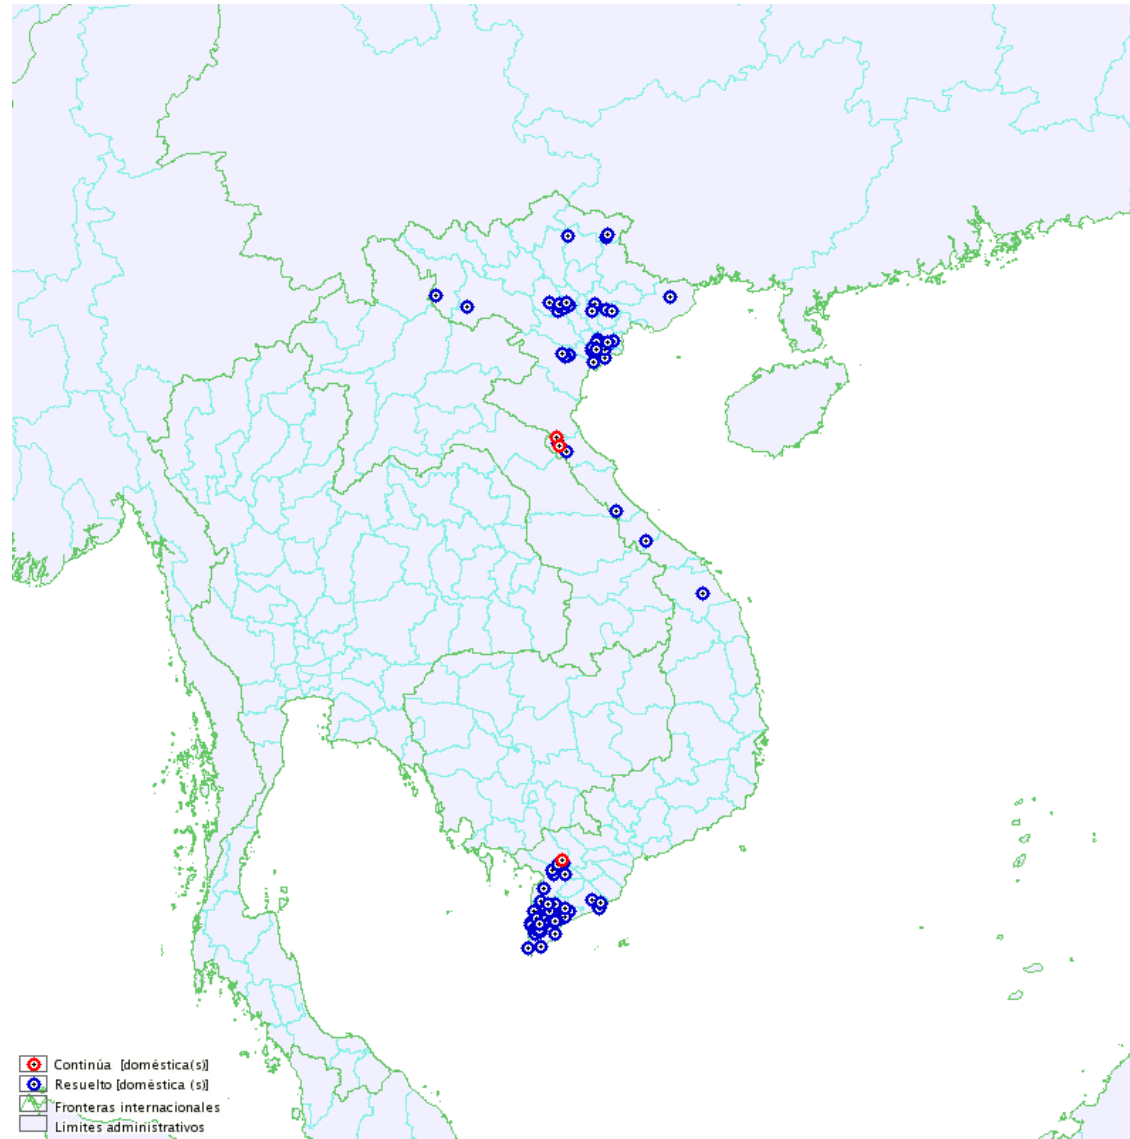 Continúa [doméstica(s)]
Resuelto [doméstica (s)]
Fronteras internacionales
Límites administrativos